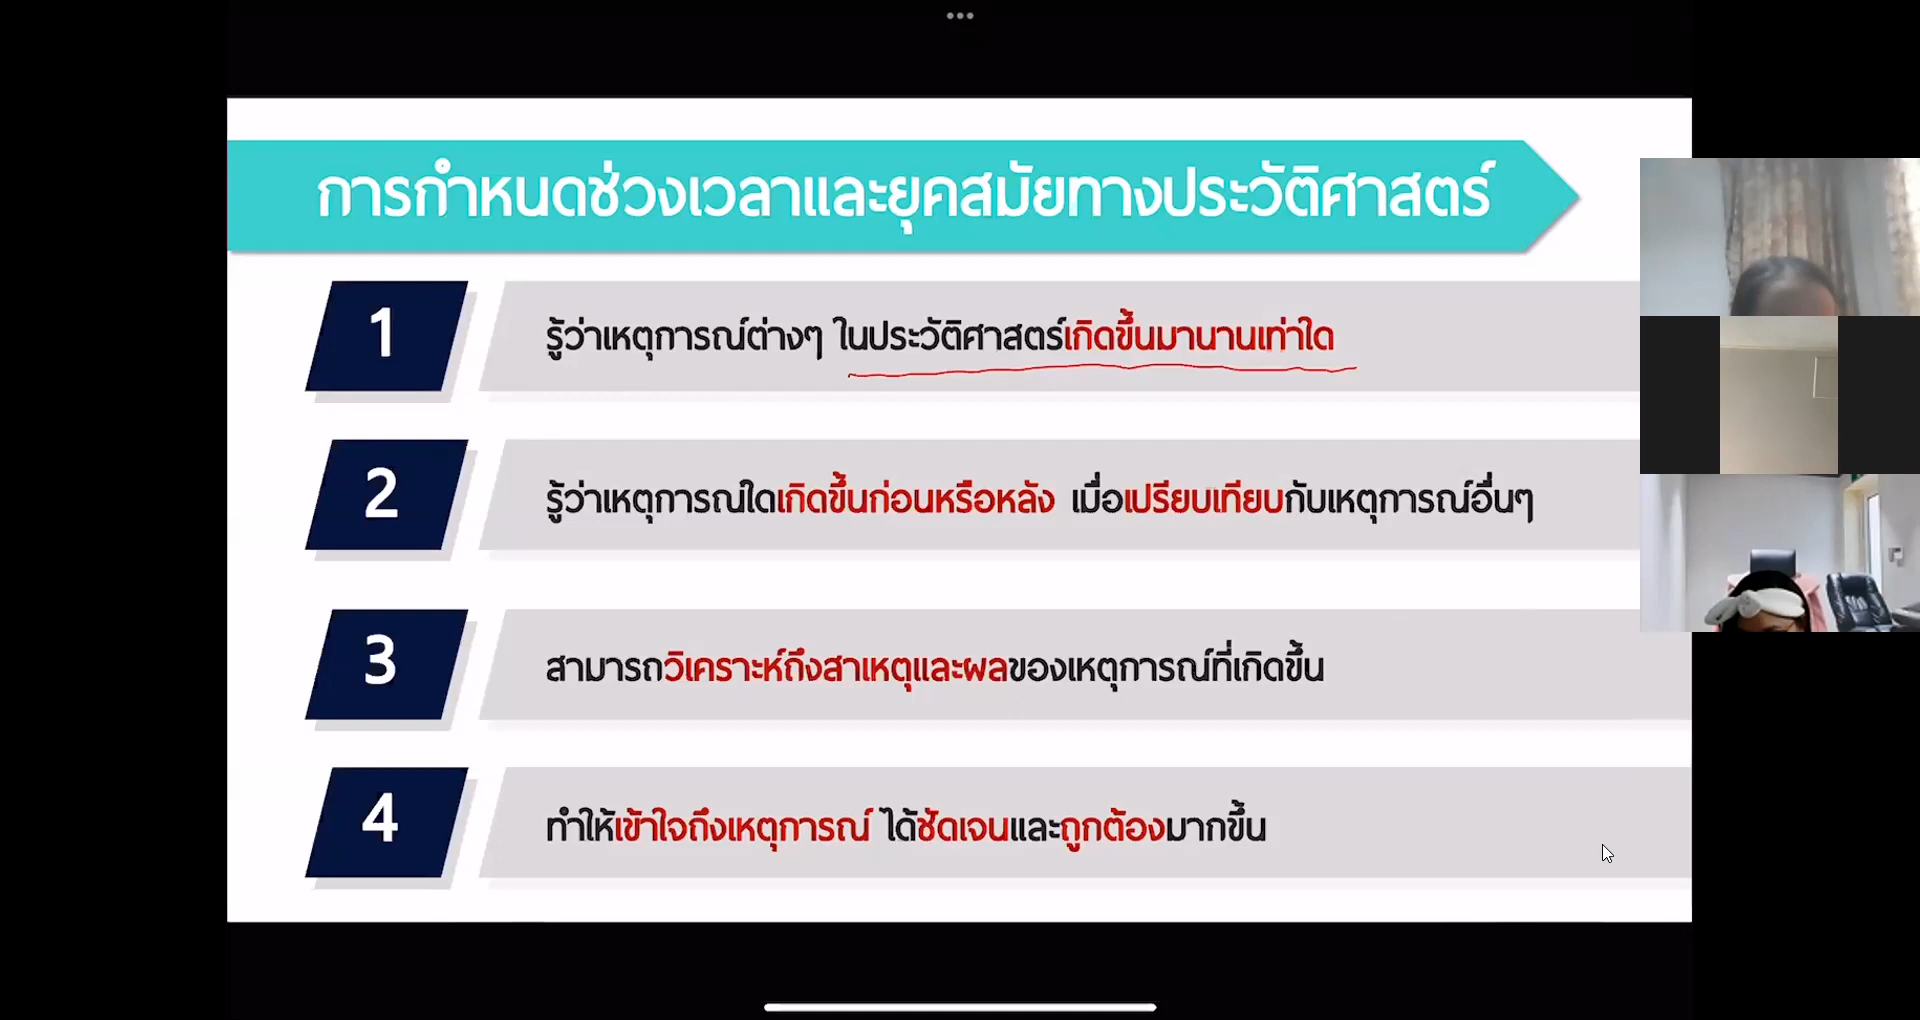 การกำหนดช่วงเวลาและยุคสมัยทางประวัติศาสตร์
1
รู้ว่าเหตุการณ์ต่างๆ ในประวัติศาสตร์เกิดขึ้นมานานเท่าใด
2
รู้ว่าเหตุการณ์ใดเกิดขึ้นก่อนหรือหลัง เมื่อเปรียบเทียบกับเหตุการณ์อื่นๆ
3
สามารถวิเคราะห์ถึงสาเหตุและผลของเหตุการณ์ที่เกิดขึ้น
4
ทำให้เข้าใจถึงเหตุการณ์ ได้ชัดเจนและถูกต้องมากขึ้น